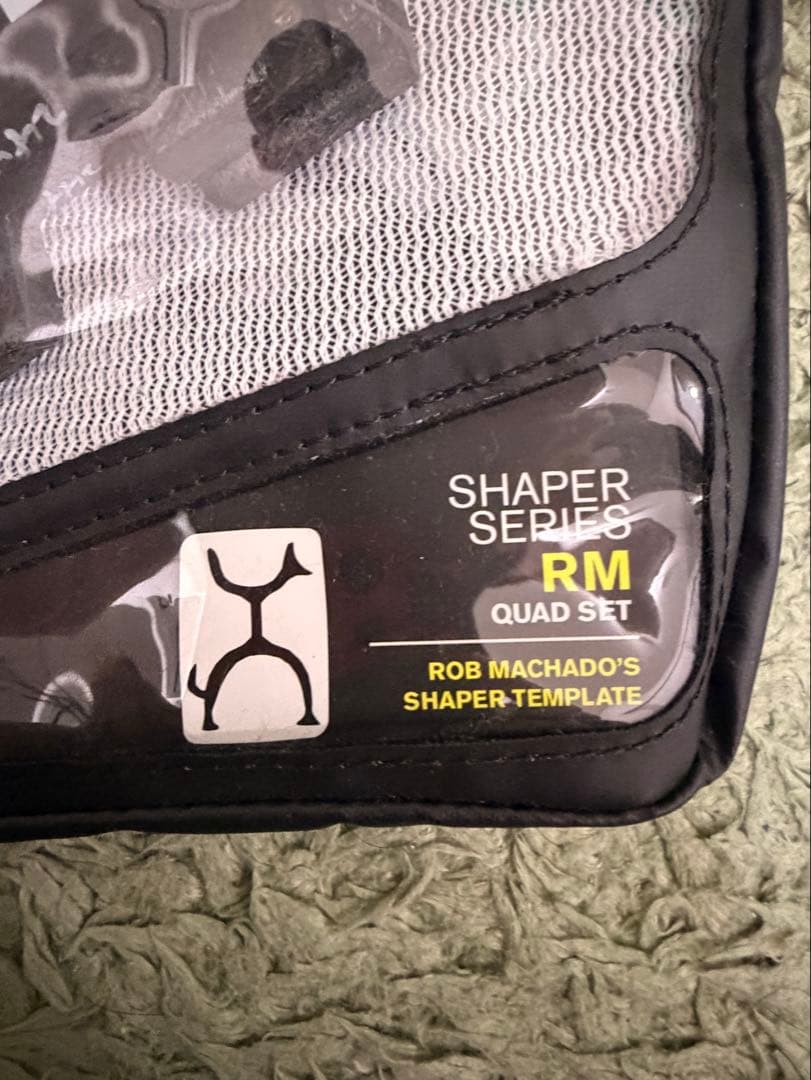 SHAPER
SERIES
RM
QUAD SET
ROB MACHADO'S
SHAPER TEMPLATE